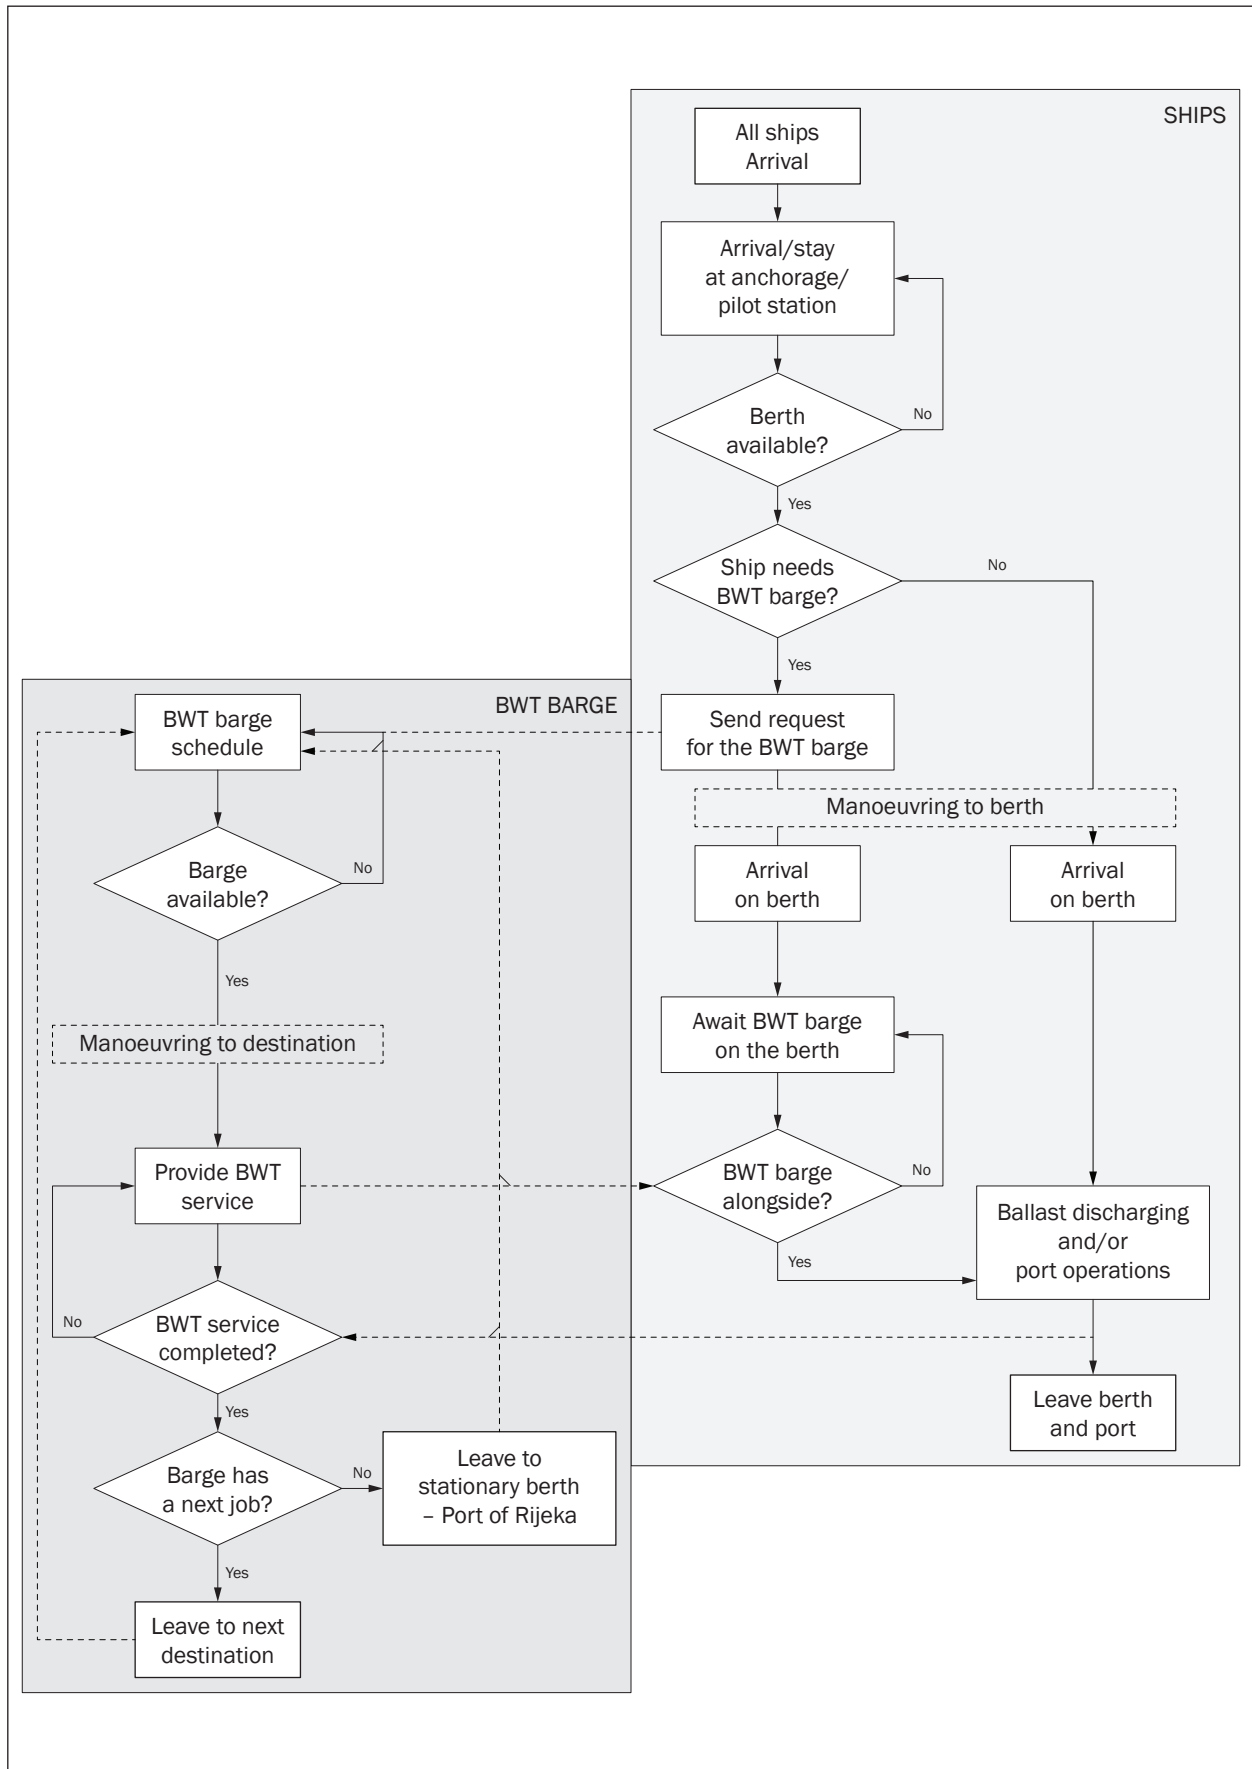 SHIPS
All ships
Arrival
Arrival/stay
at anchorage/
pilot station
Berth
available?
No
Yes
Ship needs
BWT barge?
No
Yes
Send request
for the BWT barge
Manoeuvring to berth
Arrival
on berth
Arrival
on berth
Await BWT barge
on the berth
BWT barge
alongside?
No
Yes
Ballast discharging
and/or
port operations
Leave berth
and port
BWT BARGE
BWT barge
schedule
Barge
available?
No
Yes
Manoeuvring to destination
Provide BWT
service
BWT service
completed?
No
Yes
Barge has
a next job?
No
Leave to
stationary berth
– Port of Rijeka
Yes
Leave to next
destination